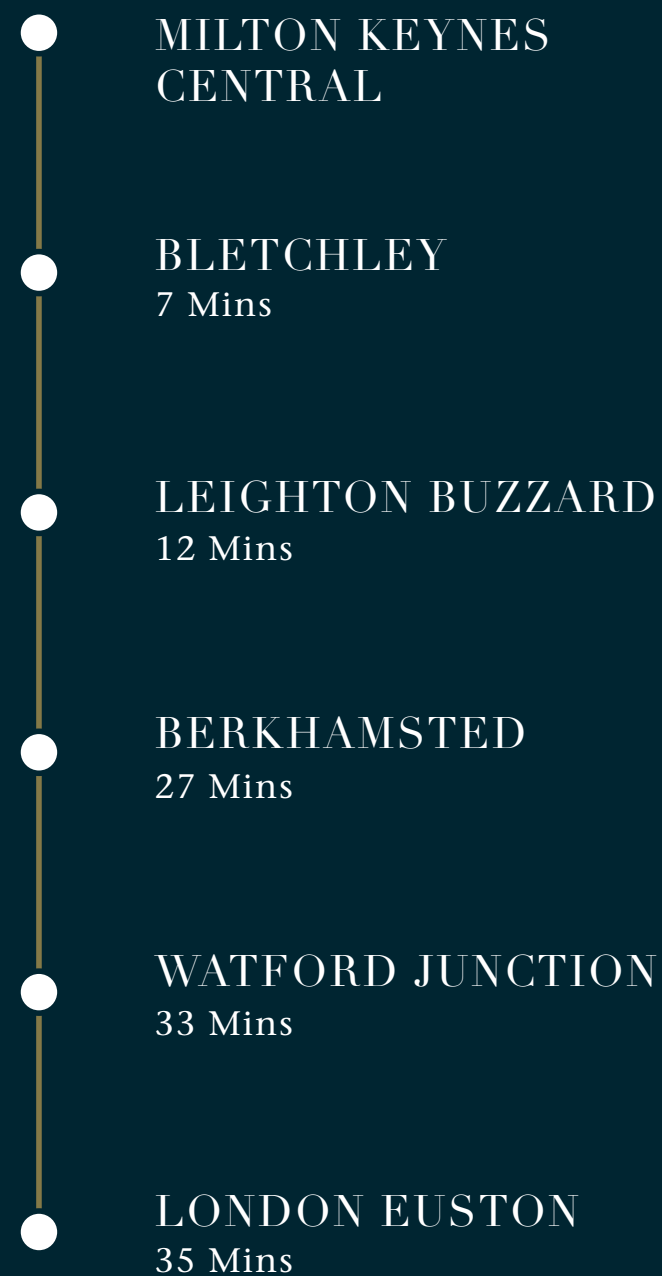 MILTON KEYNES
CENTRAL
BLETCHLEY
7 Mins
LEIGHTON BUZZARD
12 Mins
BERKHAMSTED
27 Mins
WATFORD JUNCTION
33 Mins
LONDON EUSTON
35 Mins